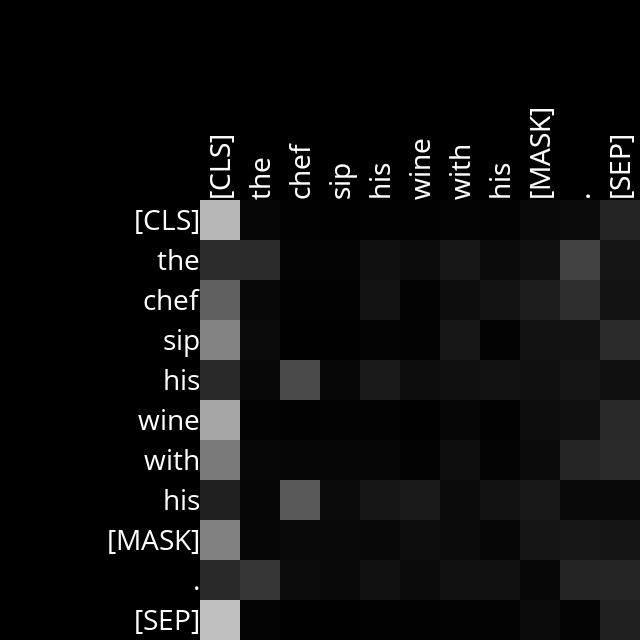 [CLS] the chef sip his wine with his [MASK] . [SEP]
[CLS]
the
chef
sip
his
wine
with
his
[MASK]
.
[SEP]